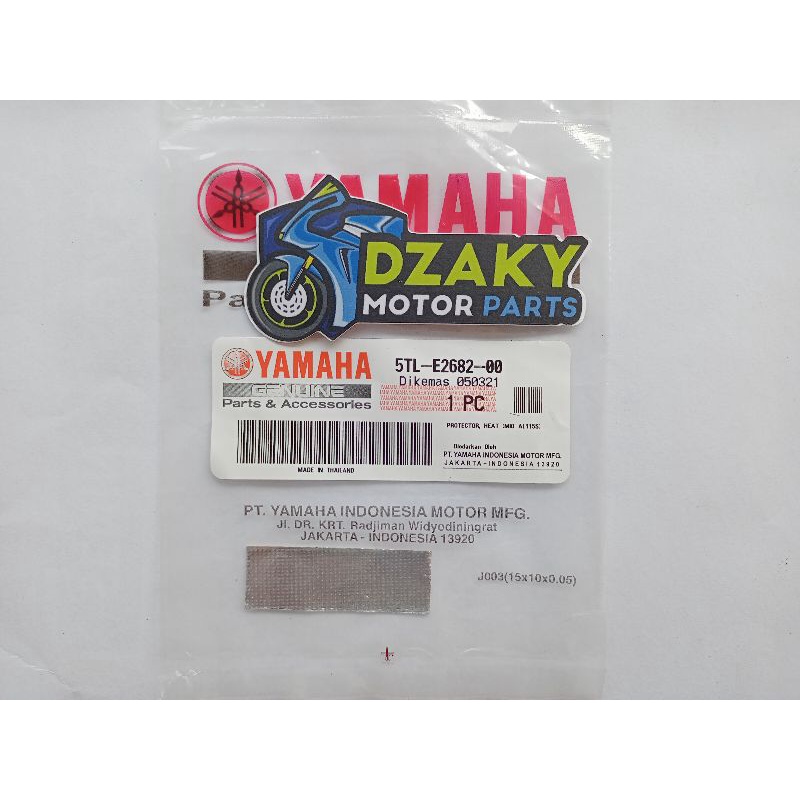 YAMAHA
Pa
DZAKY
MOTOR PARTS
YAMAHA
GENUINE
Parts & Accessories
5TL-E2682-00
Dikemas 050321
1 PC
PROTECTOR, HEAT
Diedarkan Oleh
PT. YAMAHA INDONESIA MOTOR MFG.
JAKARTA-INDONESIA 13920
MADE IN THAILAND
PT. YAMAHA INDONESIA MOTOR MFG.
Jl. DR. KRT. Radjiman Widyodiningrat
JAKARTA - INDONESIA 13920
J003(15x10x0.05)